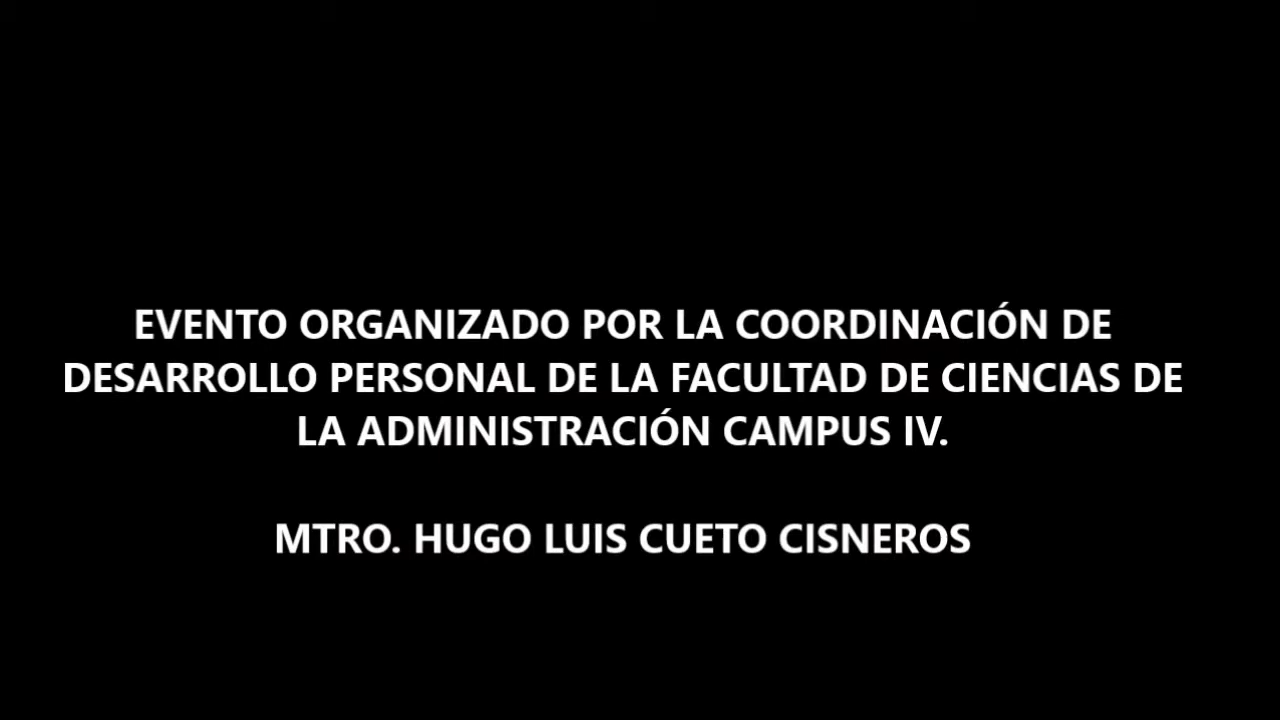 EVENTO ORGANIZADO POR LA COORDINACIÓN DE
DESARROLLO PERSONAL DE LA FACULTAD DE CIENCIAS DE
LA ADMINISTRACIÓN CAMPUS IV.
MTRO. HUGO LUIS CUETO CISNEROS